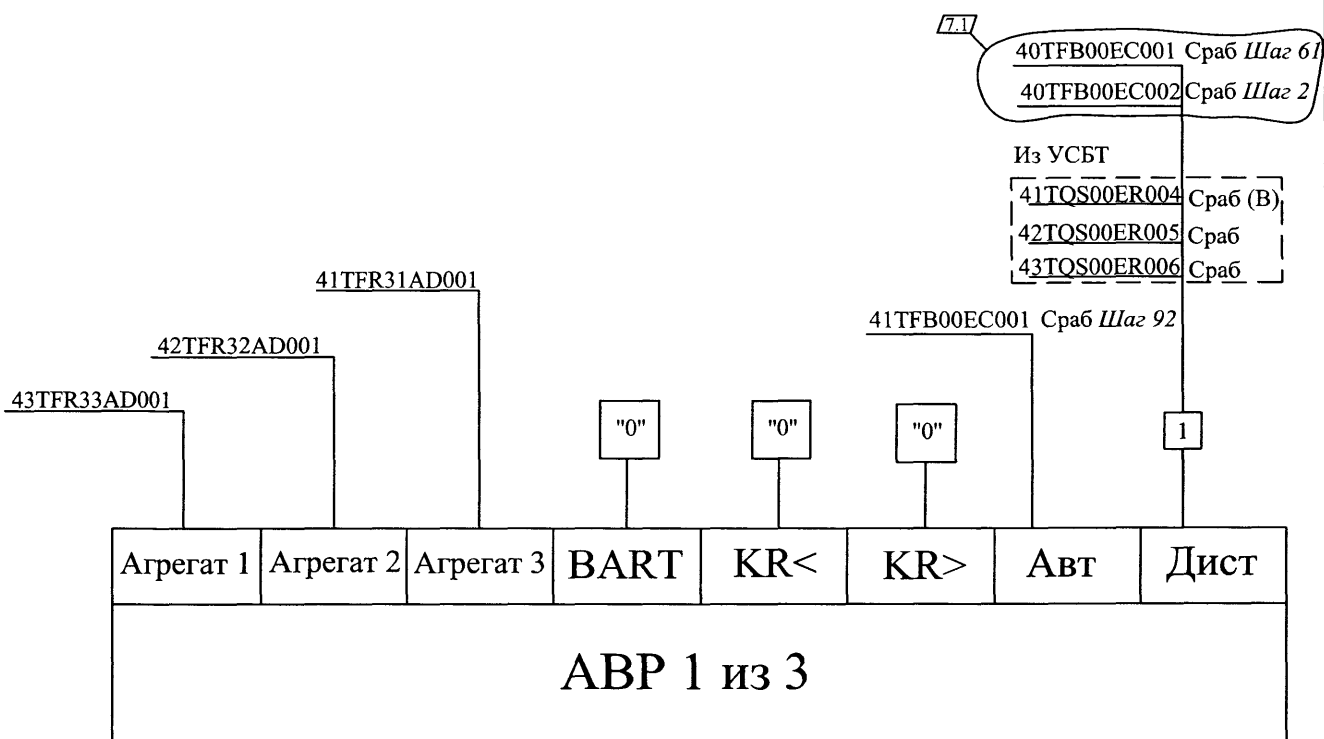 7.1
40TFB00EC001 Сраб Шаг 61
40TFB00EC002 Сраб Шаг 2
Из УСБТ
41TQS00ER004 Сраб (В)
42TQS00ER005 Сраб
43TQS00ER006 Сраб
41TFR31AD001
41TFB00EC001 Сраб Шаг 92
42TFR32AD001
43TFR33AD001
"0" "0" "0" 1
Агрегат 1 Агрегат 2 Агрегат 3 BART KR< KR> Авт Дист
АВР 1 из 3